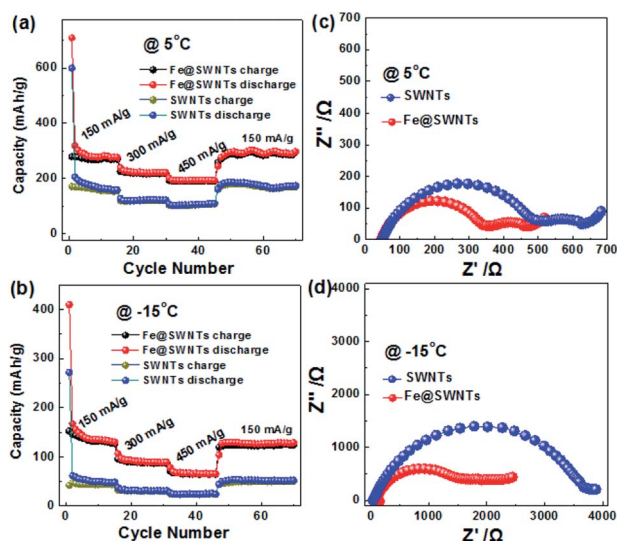 (a)
@ 5°C
Fe@SWNTs charge
Fe@SWNTs discharge
SWNTs charge
SWNTs discharge
150 mA/g
300 mA/g
450 mA/g
150 mA/g
Capacity (mAh/g)
600
400
200
0
0 20 40 60
Cycle Number
(b)
@ -15°C
Fe@SWNTs charge
Fe@SWNTs discharge
SWNTs charge
SWNTs discharge
150 mA/g
300 mA/g
450 mA/g
150 mA/g
Capacity (mAh/g)
400
300
200
100
0
0 20 40 60
Cycle Number
(c)
@ 5°C
SWNTs
Fe@SWNTs
Z'' /Ω
700
600
500
400
300
200
100
0
0 100 200 300 400 500 600 700
Z' /Ω
(d)
@ -15°C
SWNTs
Fe@SWNTs
Z'' /Ω
4000
3000
2000
1000
0
0 1000 2000 3000 4000
Z' /Ω